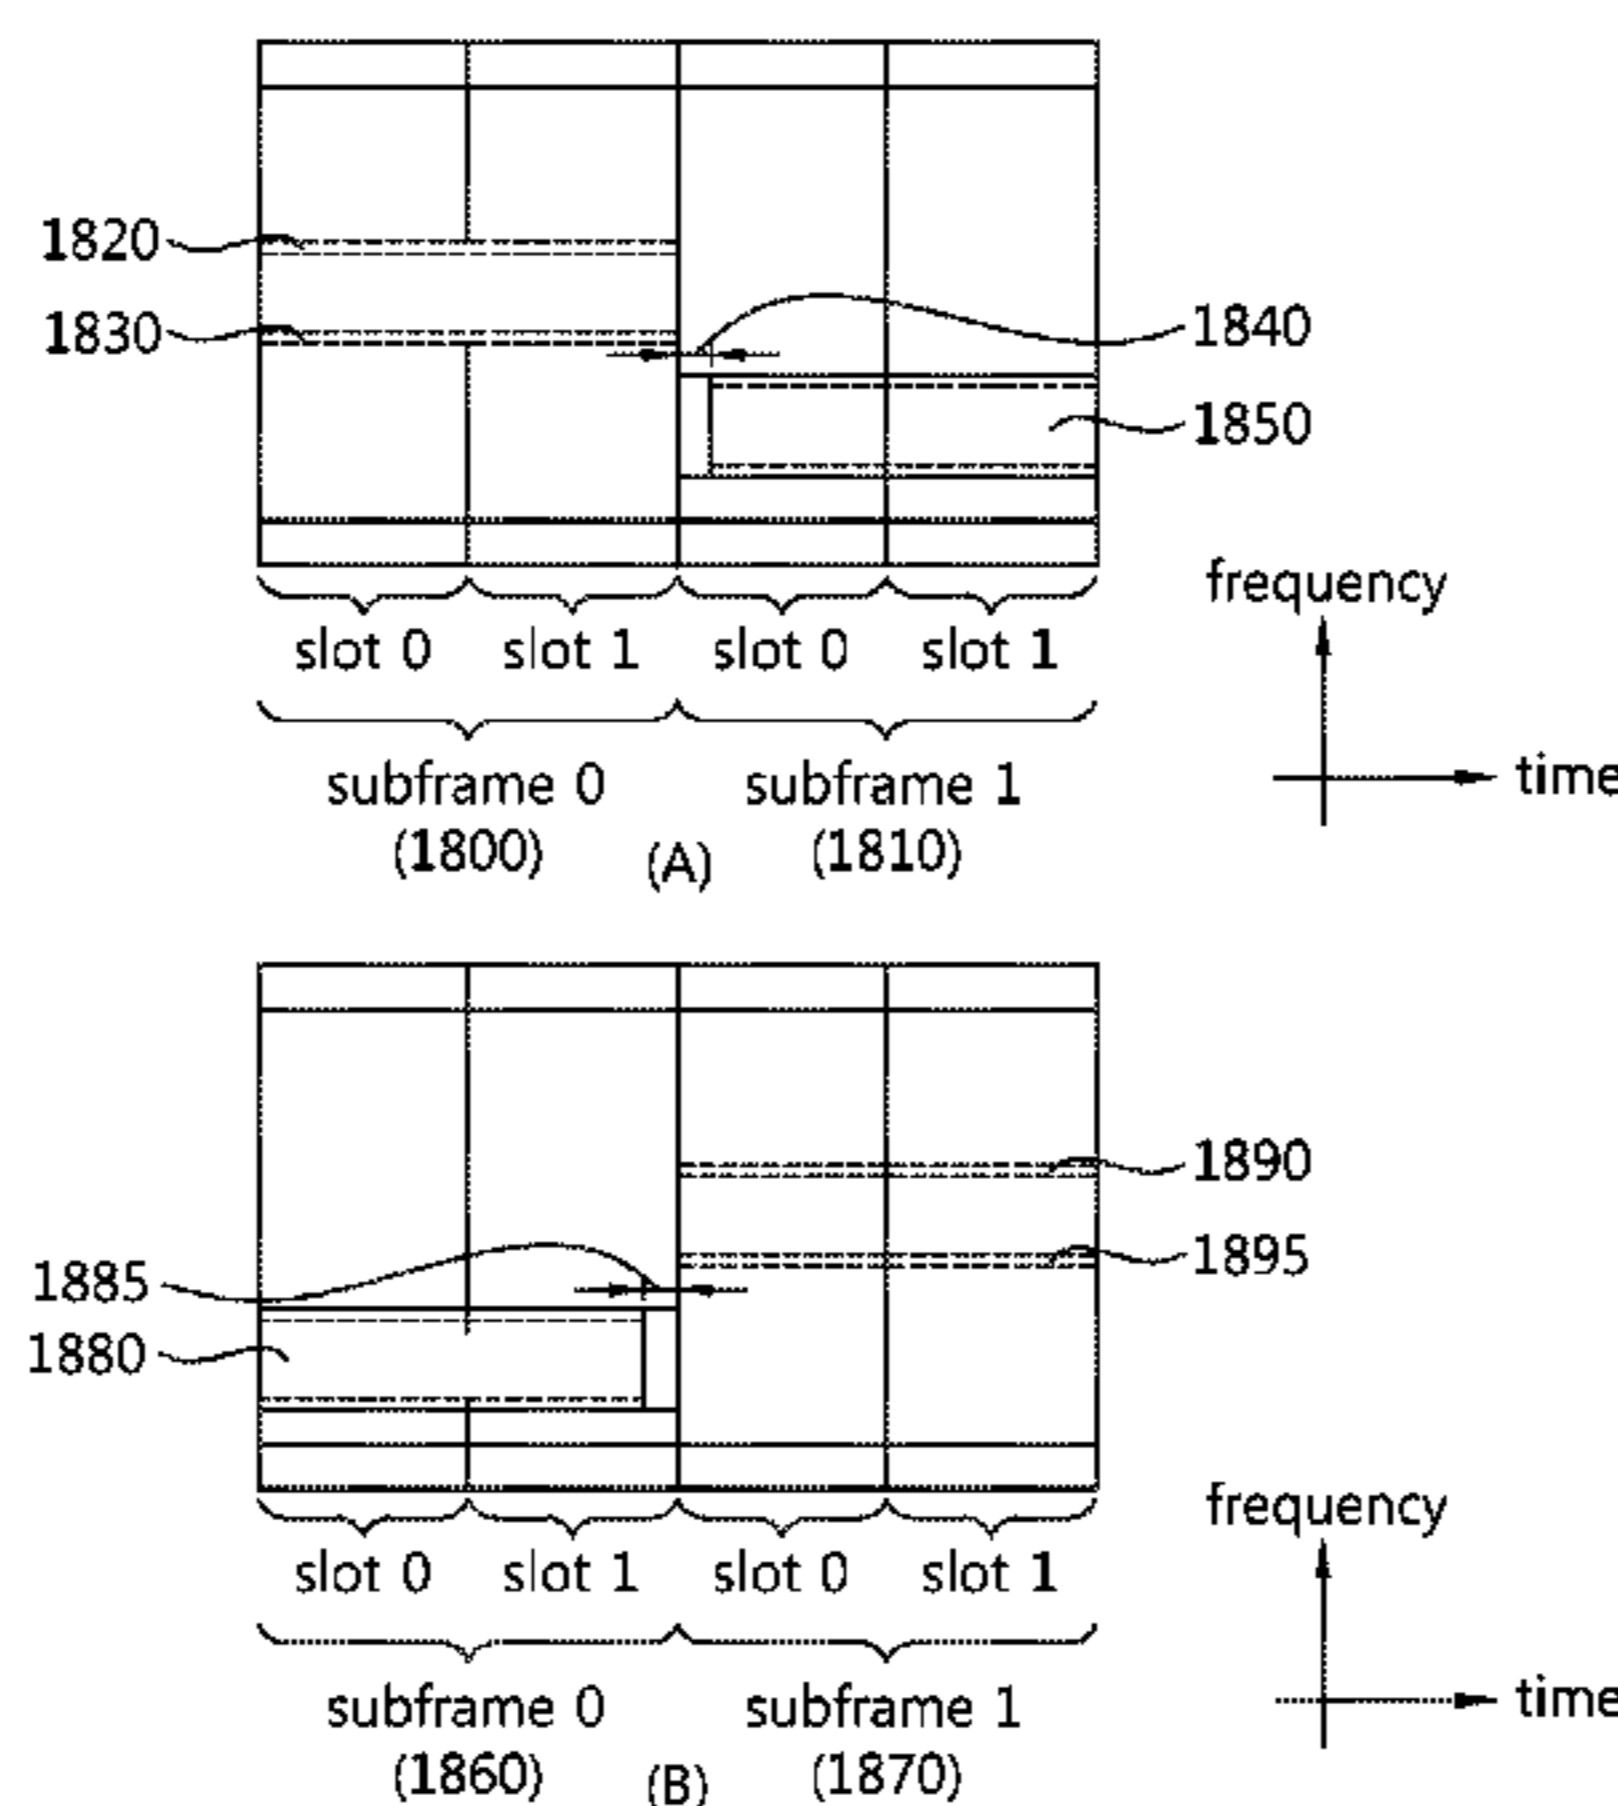 1820
1830
1840
1850
slot 0 slot 1 slot 0 slot 1
frequency
time
subframe 0 subframe 1
(1800) (A) (1810)
1890
1895
1885
1880
slot 0 slot 1 slot 0 slot 1
frequency
time
subframe 0 subframe 1
(1860) (B) (1870)